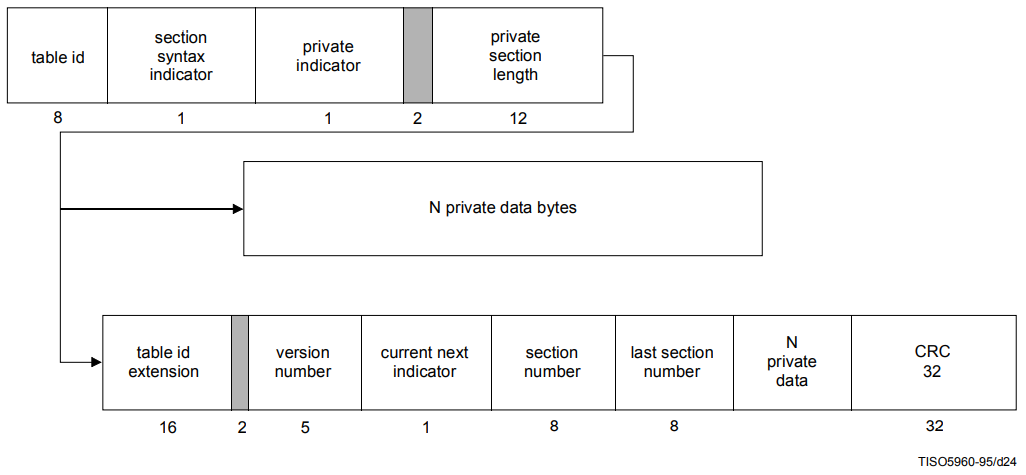 table id
section
syntax
indicator
private
indicator
private
section
length
8
1
1
2
12
N private data bytes
table id
extension
version
number
current next
indicator
section
number
last section
number
N
private
data
CRC
32
16
2
5
1
8
8
32
TISO5960-95/d24